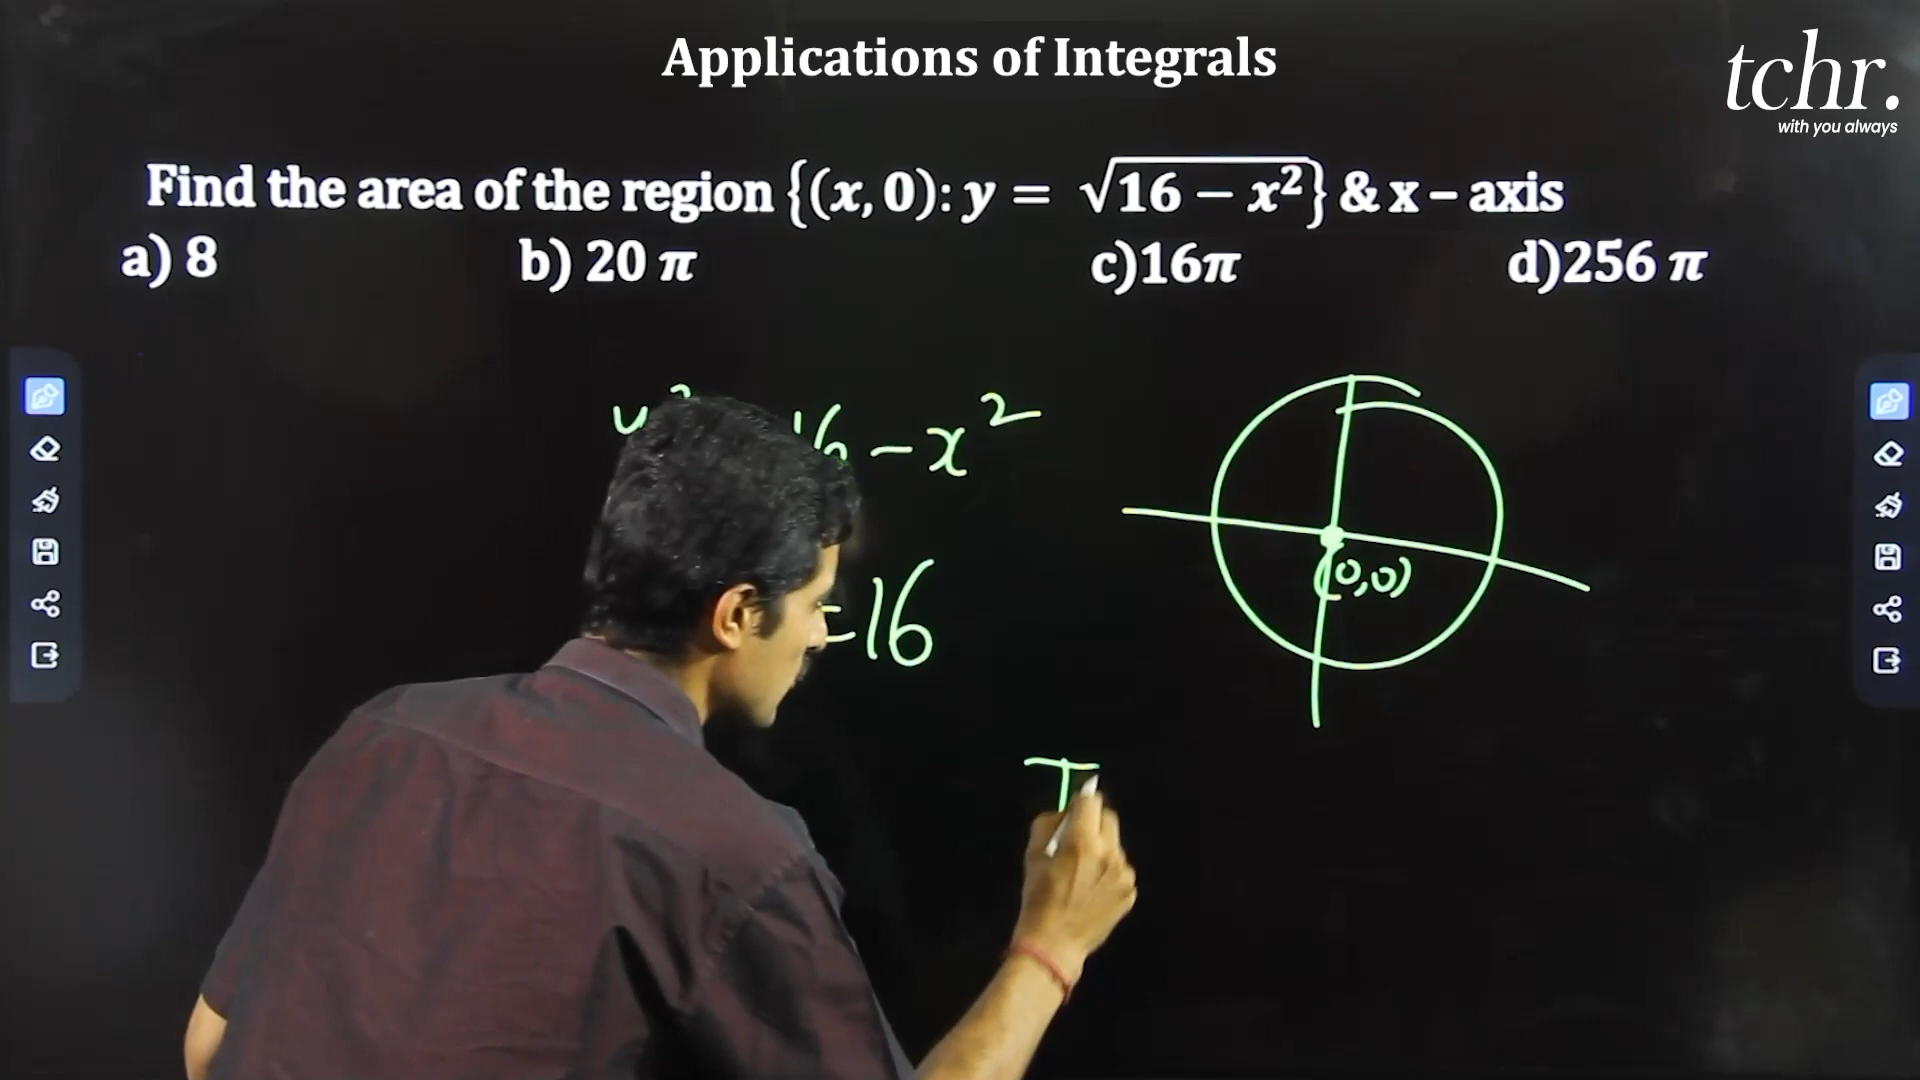 Applications of Integrals
tchr.
with you always
Find the area of the region {(x, 0): y = √16 − x²} & x – axis
a) 8 b) 20 π c)16π d)256 π
16 − x²
= 16
(0,0)